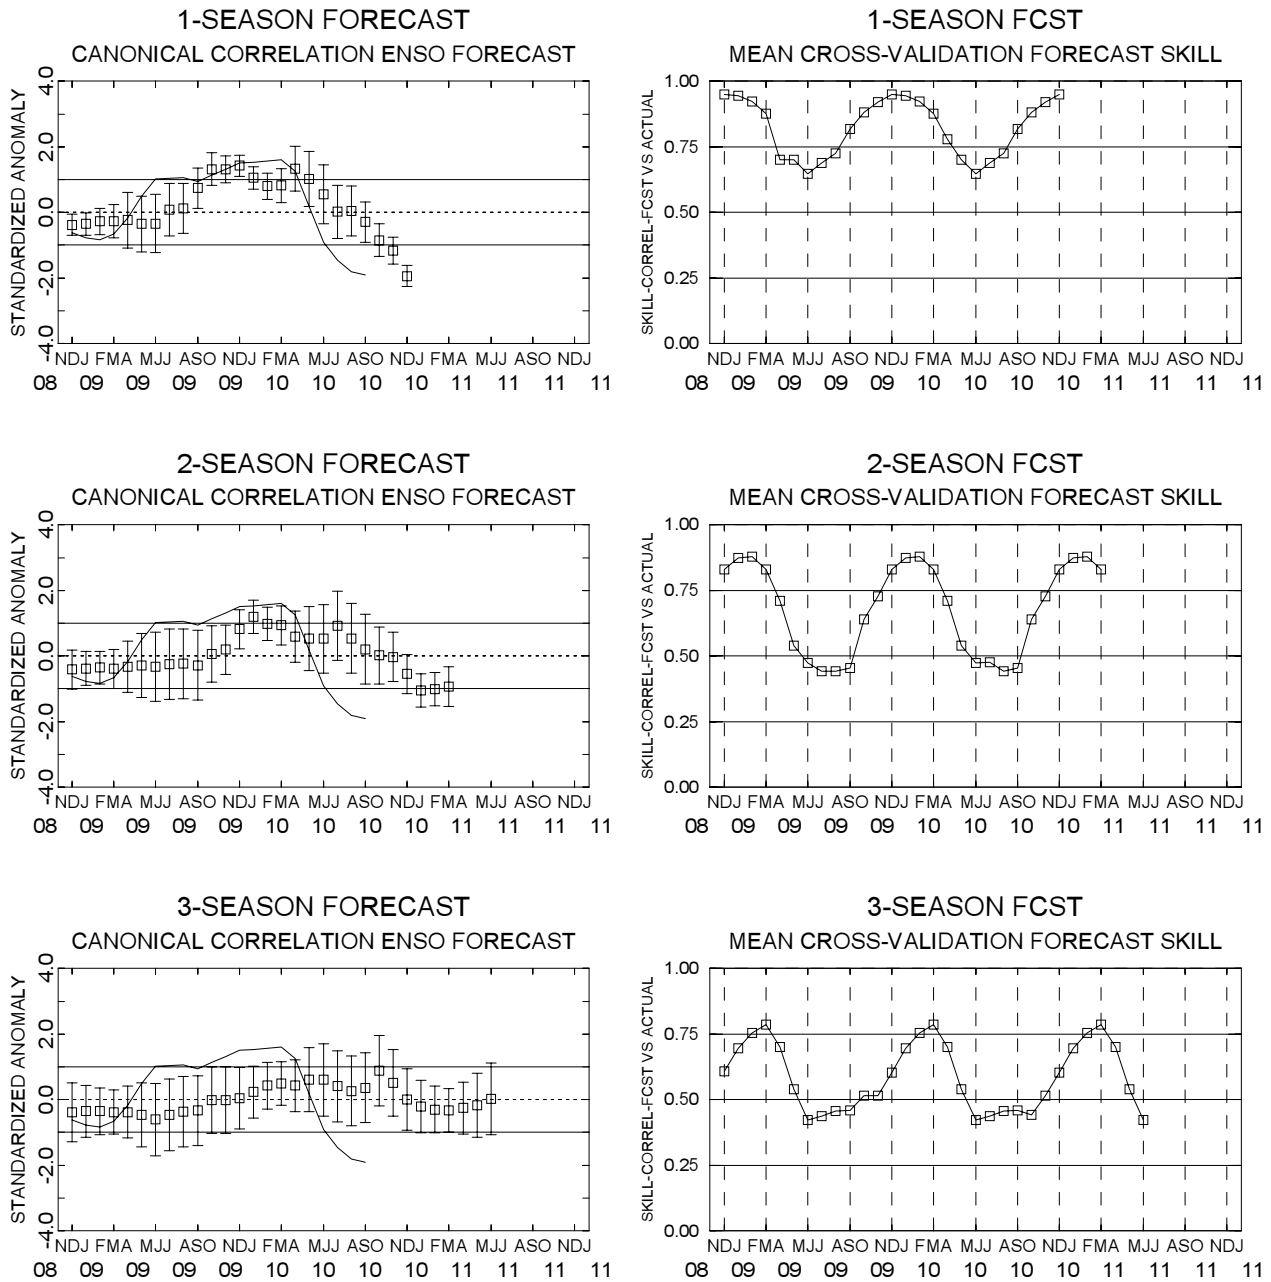 1-SEASON FORECAST
CANONICAL CORRELATION ENSO FORECAST
STANDARDIZED ANOMALY
4.0
2.0
0.0
-2.0
-4.0
NDJ FMA MJJ ASO NDJ FMA MJJ ASO NDJ FMA MJJ ASO NDJ
08 09 09 09 09 10 10 10 10 11 11 11 11
1-SEASON FCST
MEAN CROSS-VALIDATION FORECAST SKILL
SKILL-CORREL-FCST VS ACTUAL
1.00
0.75
0.50
0.25
0.00
NDJ FMA MJJ ASO NDJ FMA MJJ ASO NDJ FMA MJJ ASO NDJ
08 09 09 09 09 10 10 10 10 11 11 11 11
2-SEASON FORECAST
CANONICAL CORRELATION ENSO FORECAST
STANDARDIZED ANOMALY
4.0
2.0
0.0
-2.0
-4.0
NDJ FMA MJJ ASO NDJ FMA MJJ ASO NDJ FMA MJJ ASO NDJ
08 09 09 09 09 10 10 10 10 11 11 11 11
2-SEASON FCST
MEAN CROSS-VALIDATION FORECAST SKILL
SKILL-CORREL-FCST VS ACTUAL
1.00
0.75
0.50
0.25
0.00
NDJ FMA MJJ ASO NDJ FMA MJJ ASO NDJ FMA MJJ ASO NDJ
08 09 09 09 09 10 10 10 10 11 11 11 11
3-SEASON FORECAST
CANONICAL CORRELATION ENSO FORECAST
STANDARDIZED ANOMALY
4.0
2.0
0.0
-2.0
-4.0
NDJ FMA MJJ ASO NDJ FMA MJJ ASO NDJ FMA MJJ ASO NDJ
08 09 09 09 09 10 10 10 10 11 11 11 11
3-SEASON FCST
MEAN CROSS-VALIDATION FORECAST SKILL
SKILL-CORREL-FCST VS ACTUAL
1.00
0.75
0.50
0.25
0.00
NDJ FMA MJJ ASO NDJ FMA MJJ ASO NDJ FMA MJJ ASO NDJ
08 09 09 09 09 10 10 10 10 11 11 11 11